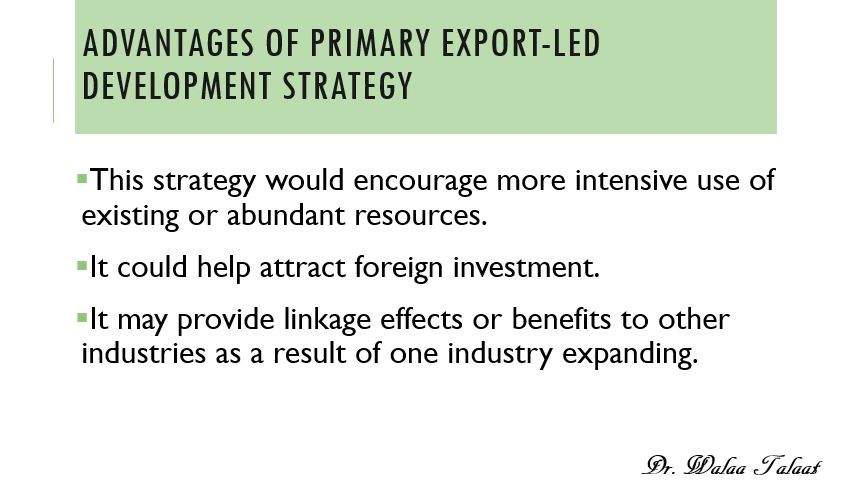 ADVANTAGES OF PRIMARY EXPORT-LED
DEVELOPMENT STRATEGY
▪This strategy would encourage more intensive use of
existing or abundant resources.
▪It could help attract foreign investment.
▪It may provide linkage effects or benefits to other
industries as a result of one industry expanding.
Dr. Walaa Talaat